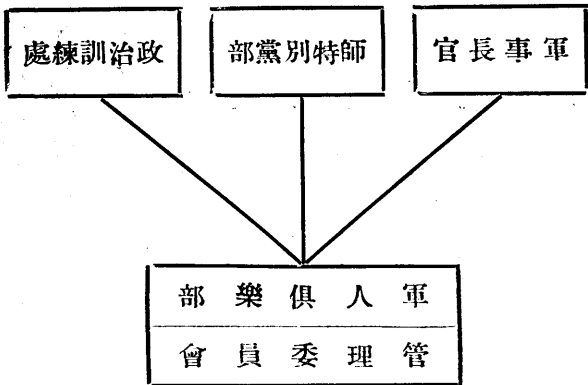 軍事長官
師特別黨部
政治訓練處
軍人俱樂部
管理委員會